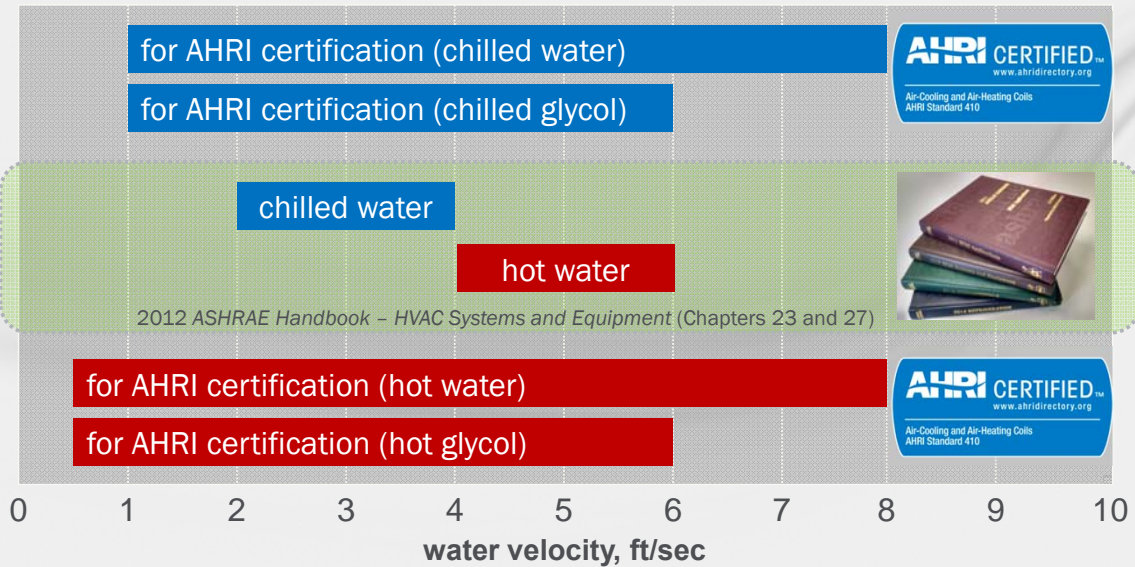 for AHRI certification (chilled water)
AHRI CERTIFIED™
www.ahridirectory.org
Air-Cooling and Air-Heating Coils
AHRI Standard 410
for AHRI certification (chilled glycol)
chilled water
hot water
2012 ASHRAE Handbook – HVAC Systems and Equipment (Chapters 23 and 27)
for AHRI certification (hot water)
AHRI CERTIFIED™
www.ahridirectory.org
Air-Cooling and Air-Heating Coils
AHRI Standard 410
for AHRI certification (hot glycol)
0 1 2 3 4 5 6 7 8 9 10
water velocity, ft/sec